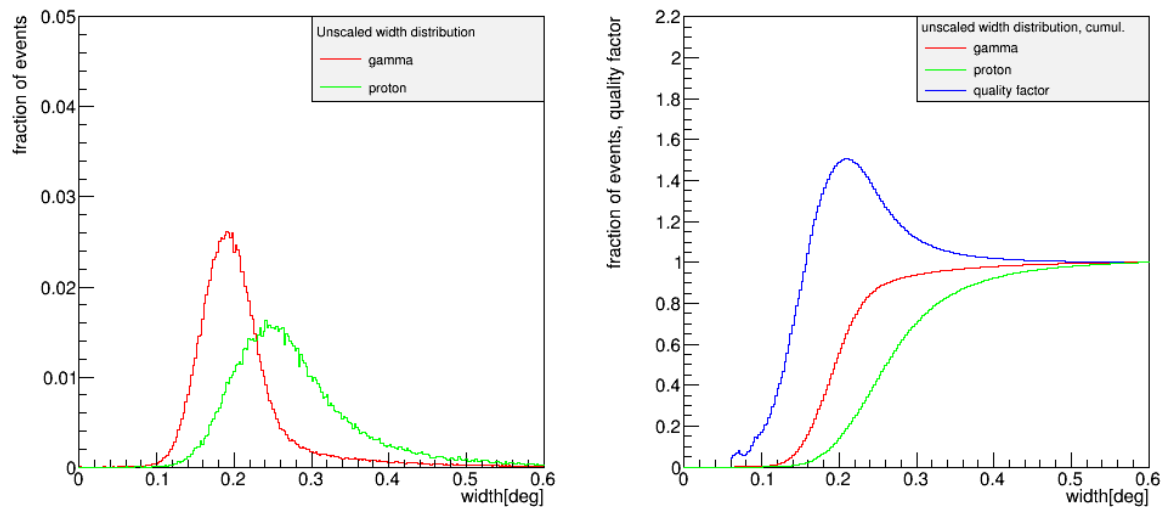 0.05
0.04
0.03
0.02
0.01
0
fraction of events
Unscaled width distribution
gamma
proton
0 0.1 0.2 0.3 0.4 0.5 0.6
width[deg]
2.2
2
1.8
1.6
1.4
1.2
1
0.8
0.6
0.4
0.2
0
fraction of events, quality factor
unscaled width distribution, cumul.
gamma
proton
quality factor
0 0.1 0.2 0.3 0.4 0.5 0.6
width[deg]